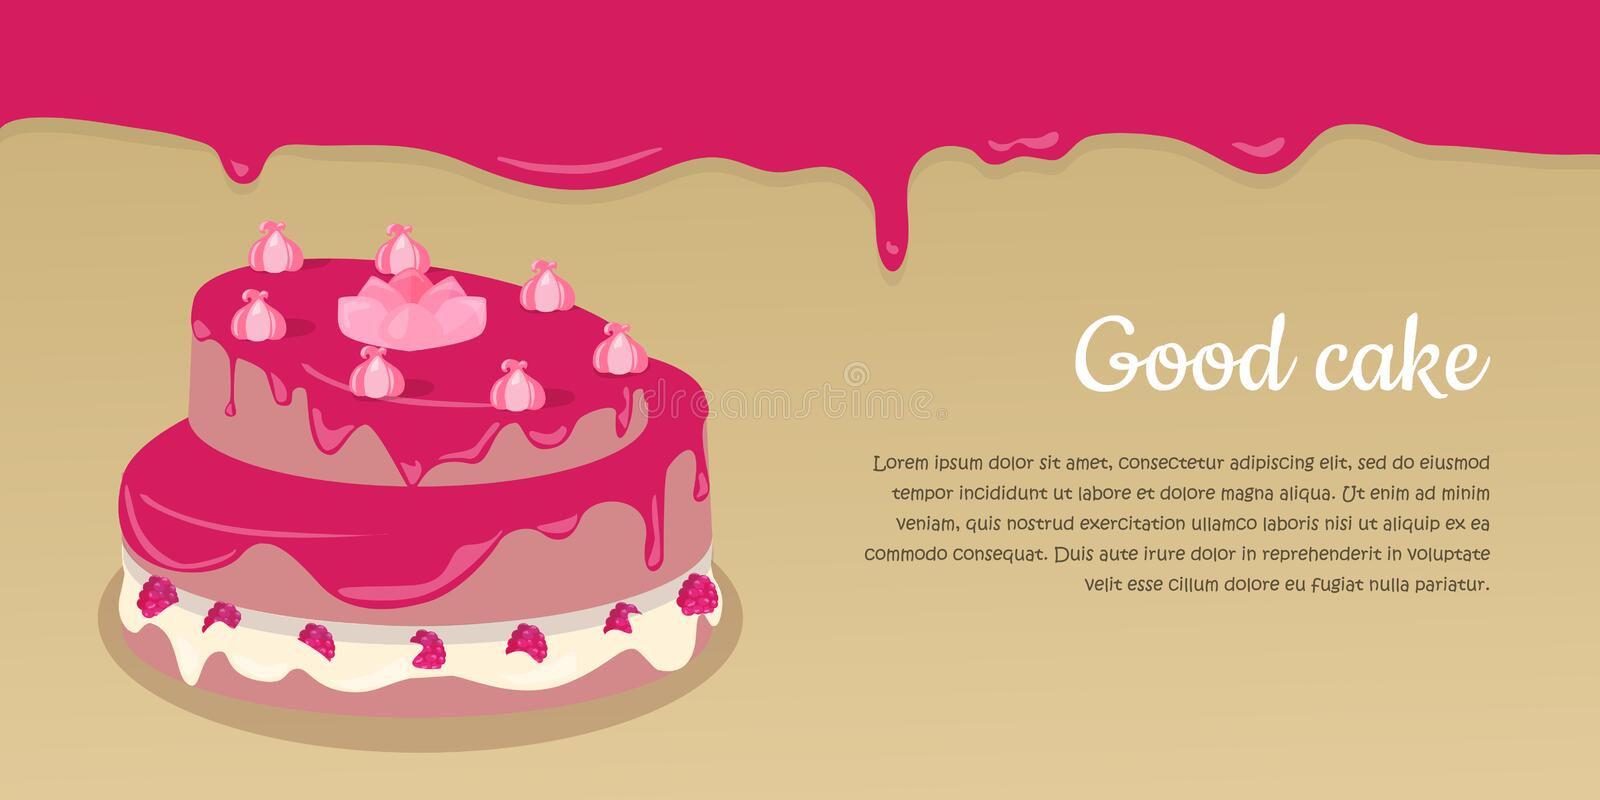 Good cake
Lorem ipsum dolor sit amet, consectetur adipiscing elit, sed do eiusmod
tempor incididunt ut labore et dolore magna aliqua. Ut enim ad minim
veniam, quis nostrud exercitation ullamco laboris nisi ut aliquip ex ea
commodo consequat. Duis aute irure dolor in reprehenderit in voluptate
velit esse cillum dolore eu fugiat nulla pariatur.
dreamstime.com